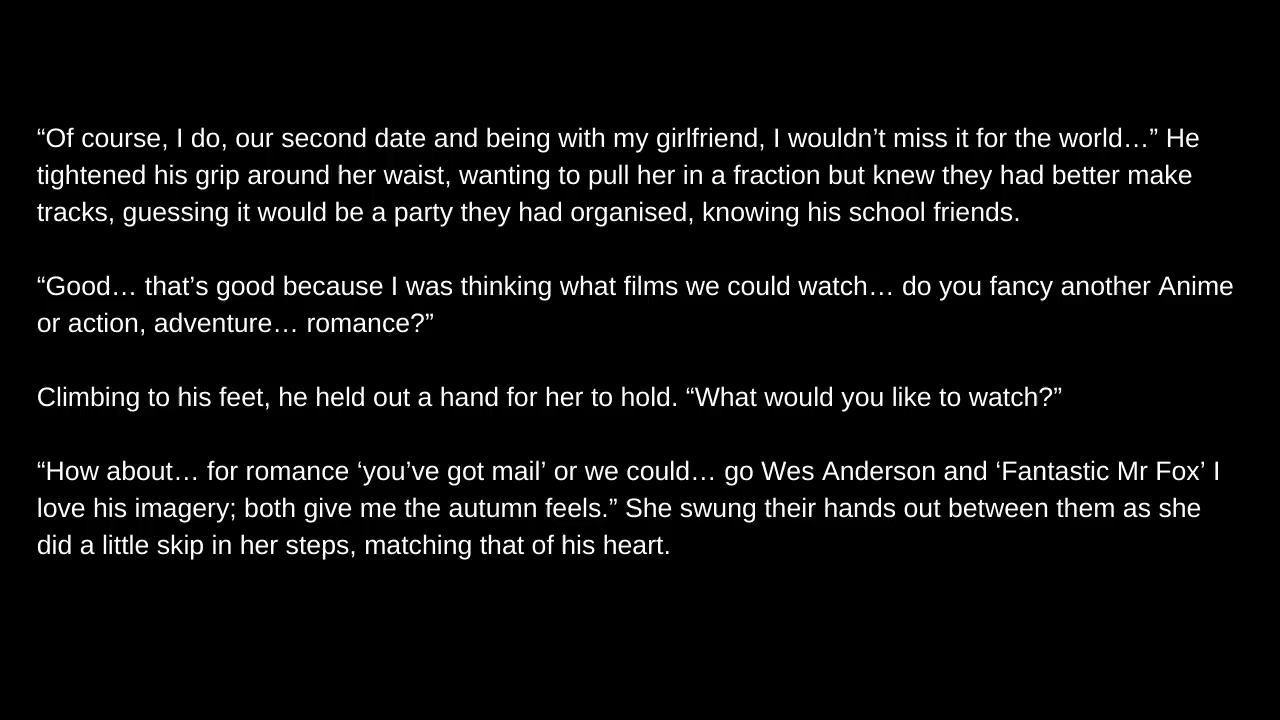 “Of course, I do, our second date and being with my girlfriend, I wouldn’t miss it for the world…” He
tightened his grip around her waist, wanting to pull her in a fraction but knew they had better make
tracks, guessing it would be a party they had organised, knowing his school friends.
“Good… that’s good because I was thinking what films we could watch… do you fancy another Anime
or action, adventure… romance?”
Climbing to his feet, he held out a hand for her to hold. “What would you like to watch?”
“How about… for romance ‘you’ve got mail’ or we could… go Wes Anderson and ‘Fantastic Mr Fox’ I
love his imagery; both give me the autumn feels.” She swung their hands out between them as she
did a little skip in her steps, matching that of his heart.